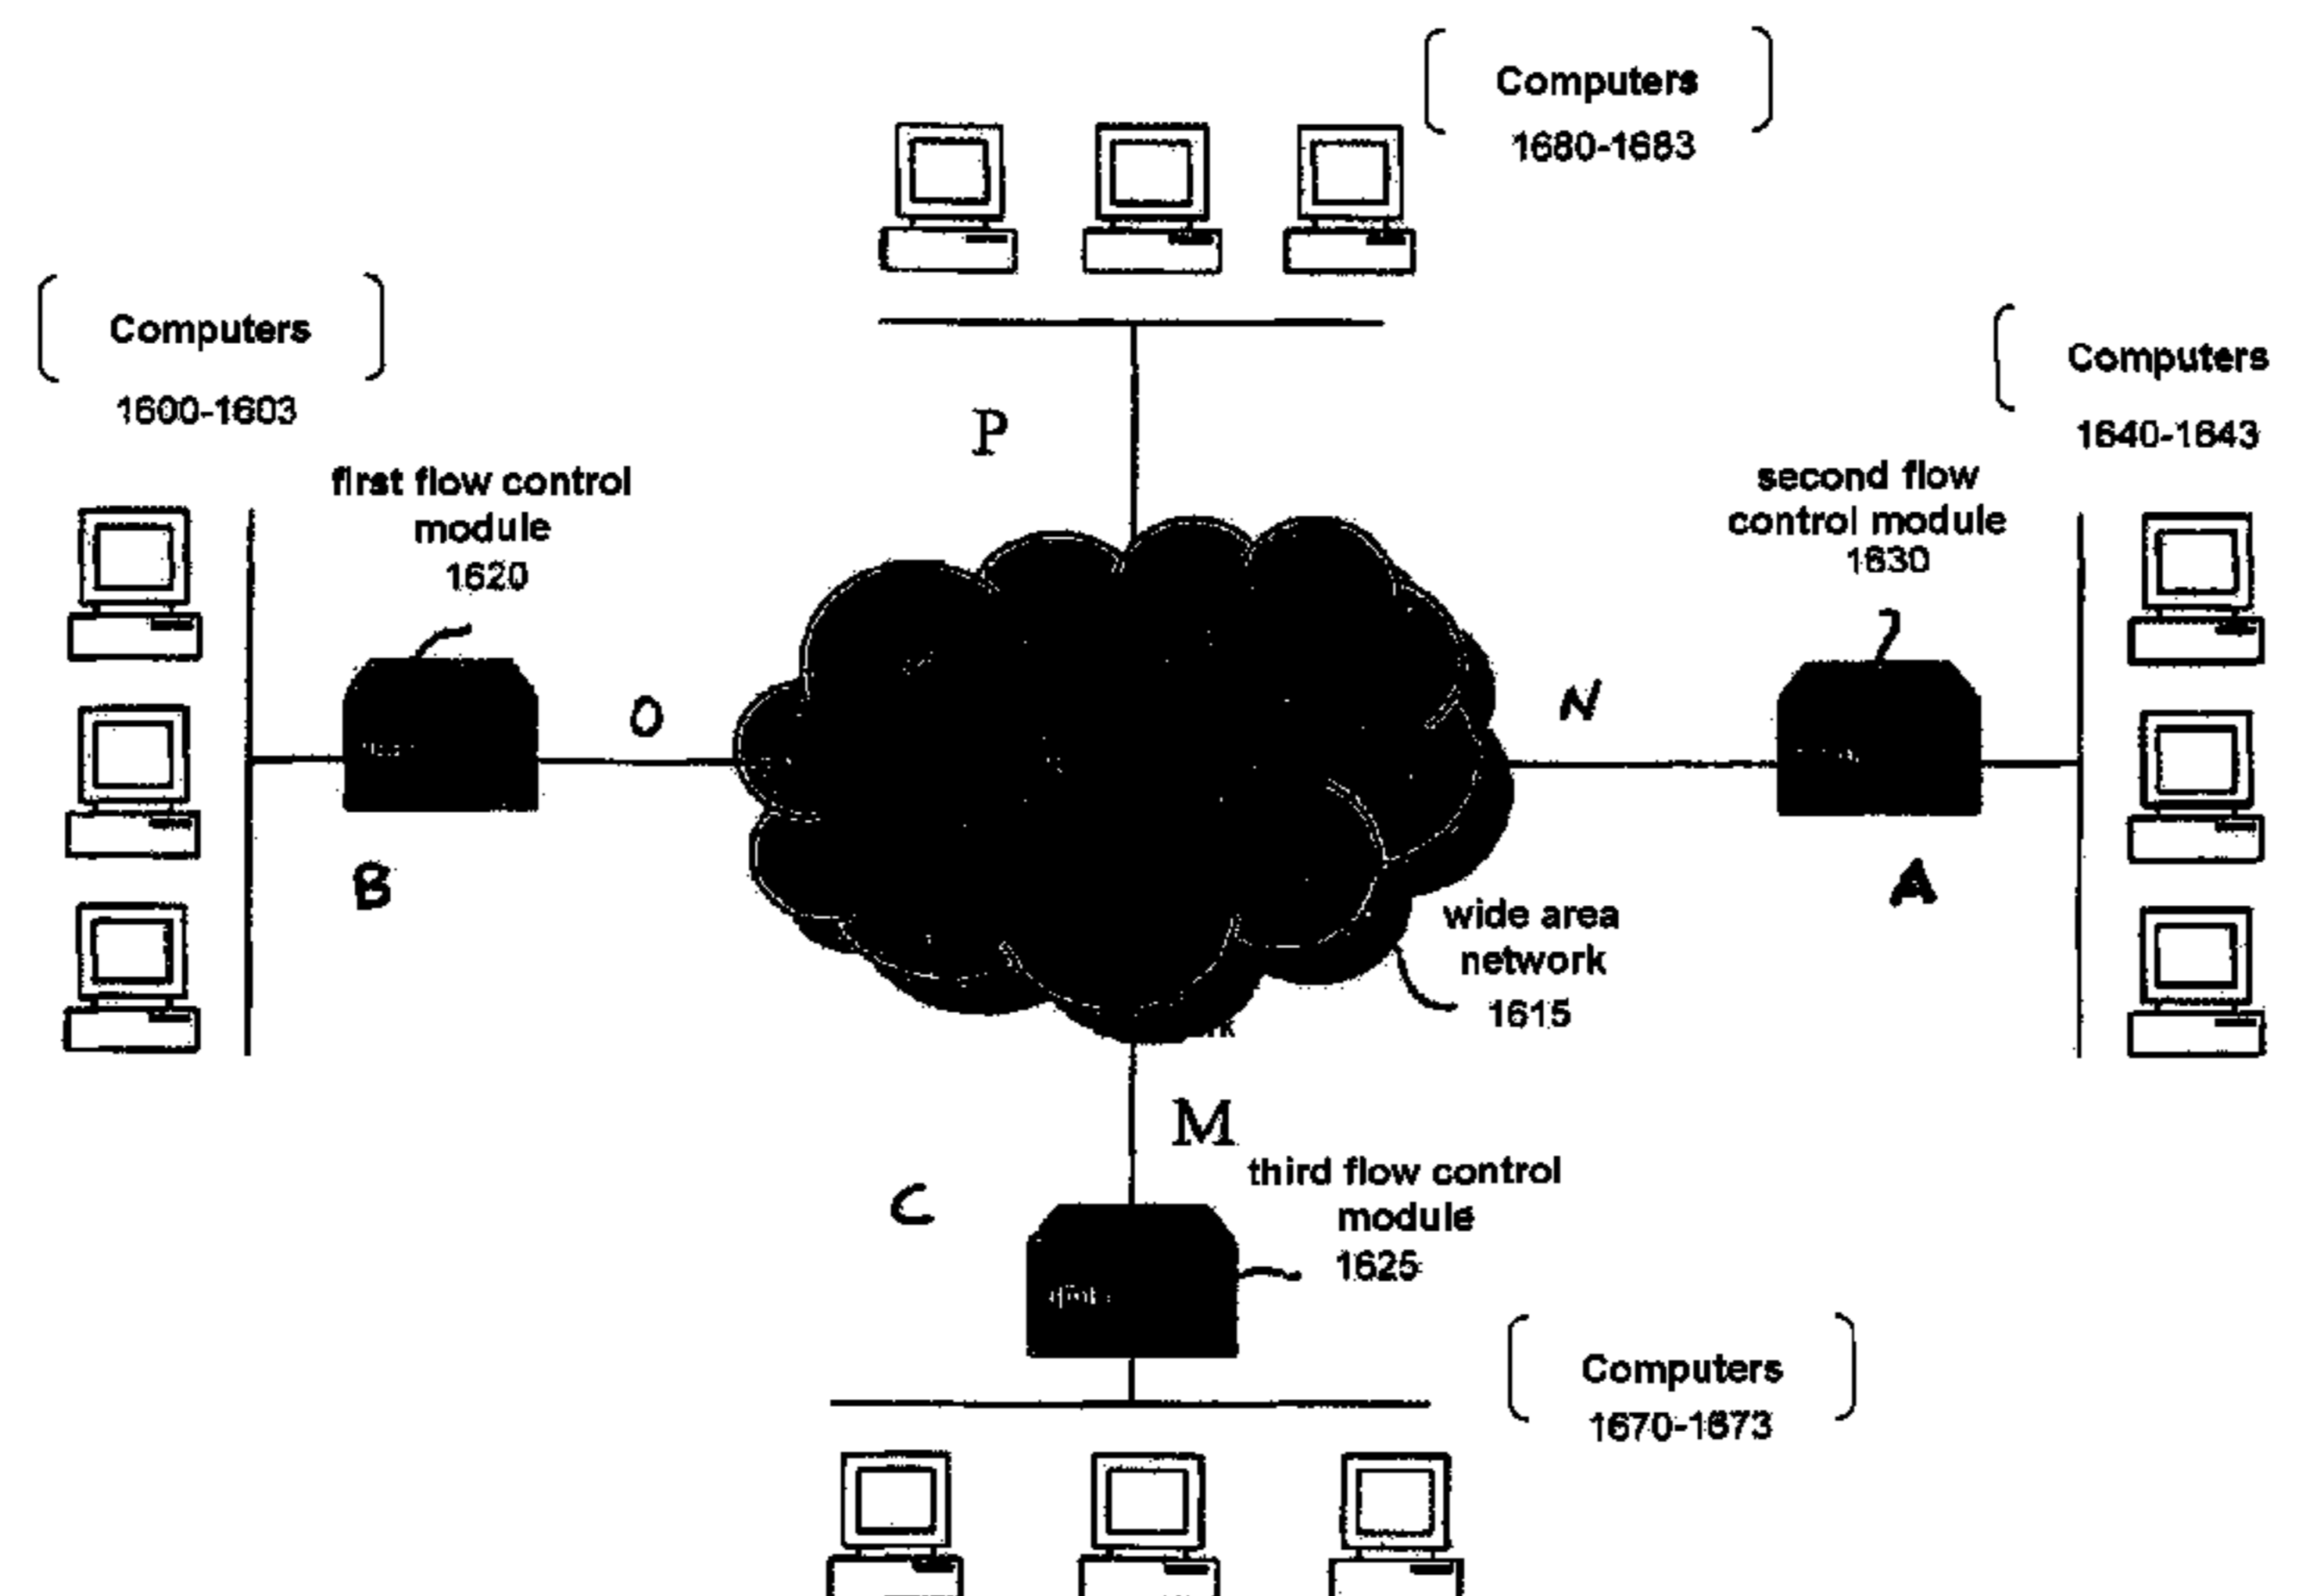 Computers
1680-1683
Computers
1600-1603
Computers
1640-1643
P
first flow control
module
1620
second flow
control module
1630
O
N
B
A
wide area
network
1615
M
C
third flow control
module
1625
Computers
1670-1673